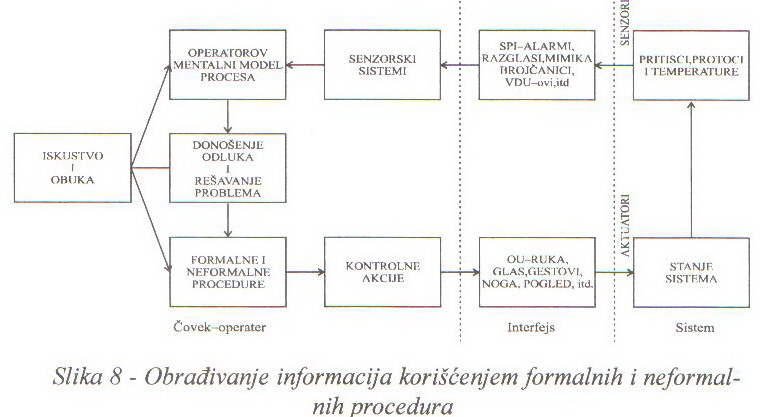 OPERATOROV
MENTALNI MODEL
PROCESA
SENZORSKI
SISTEMI
SPI–ALARMI,
RAZGLASI,MIMIKA
BROJČANICI,
VDU–ovi,itd
SENZORI
PRITISCI,PROTOCI
I TEMPERATURE
ISKUSTVO
I
OBUKA
DONOŠENJE
ODLUKA
I
REŠAVANJE
PROBLEMA
FORMALNE I
NEFORMALNE
PROCEDURE
KONTROLNE
AKCIJE
OU–RUKA,
GLAS,GESTOVI,
NOGA, POGLED, itd.
AKTUATORI
STANJE
SISTEMA
Čovek–operater
Interfejs
Sistem
Slika 8 - Obrađivanje informacija korišćenjem formalnih i neformal-
nih procedura